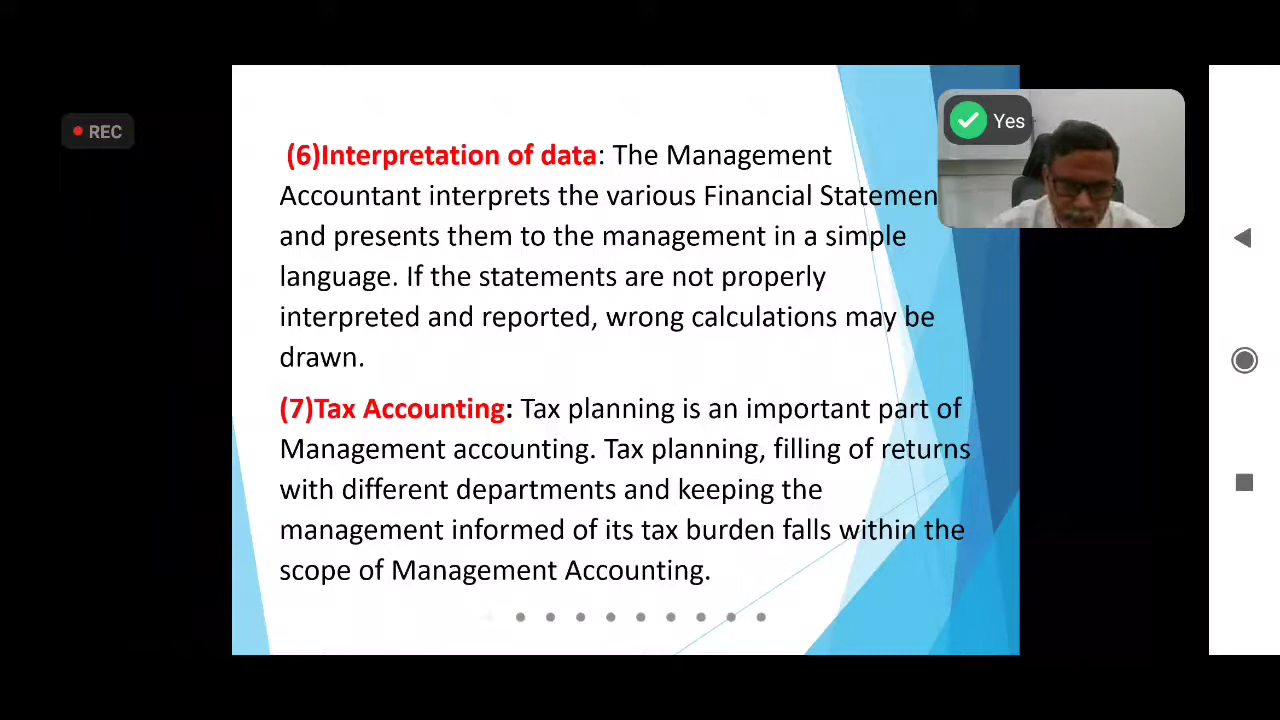 REC
Yes
(6)Interpretation of data: The Management
Accountant interprets the various Financial Statemen
and presents them to the management in a simple
language. If the statements are not properly
interpreted and reported, wrong calculations may be
drawn.
(7)Tax Accounting: Tax planning is an important part of
Management accounting. Tax planning, filling of returns
with different departments and keeping the
management informed of its tax burden falls within the
scope of Management Accounting.